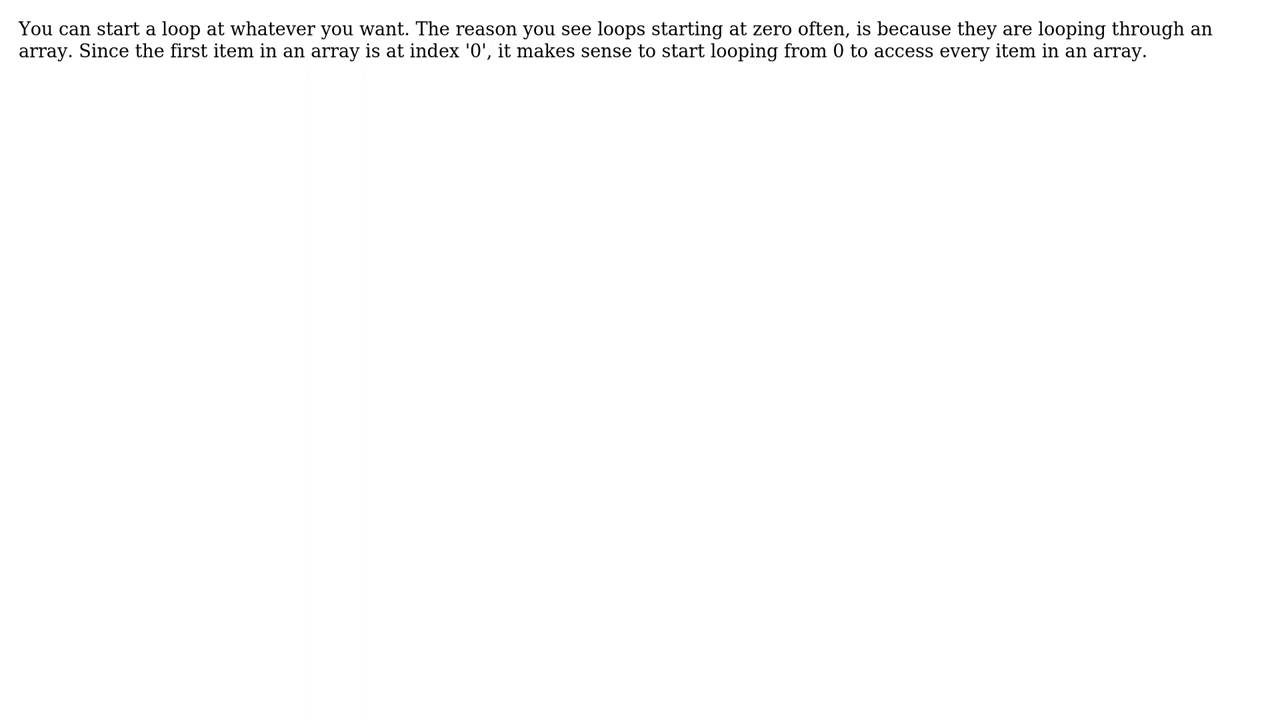 You can start a loop at whatever you want. The reason you see loops starting at zero often, is because they are looping through an
array. Since the first item in an array is at index '0', it makes sense to start looping from 0 to access every item in an array.